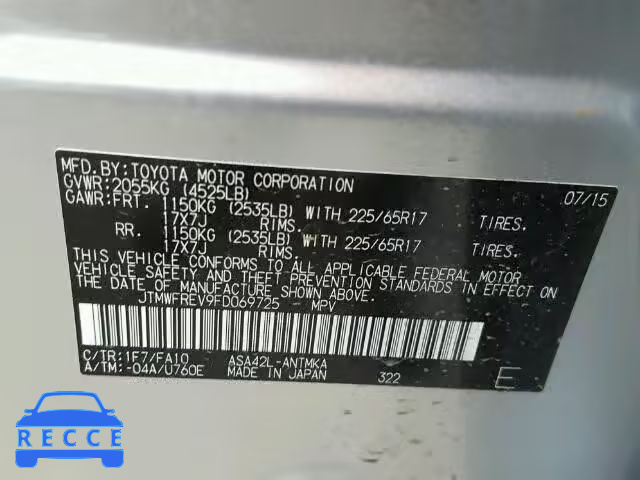 MFD.BY:TOYOTA MOTOR CORPORATION 07/15
GVWR:2055KG (4525LB)
GAWR:FRT. 1150KG (2535LB) WITH 225/65R17 TIRES.
17X7J RIMS.
RR. 1150KG (2535LB) WITH 225/65R17 TIRES.
17X7J RIMS.
THIS VEHICLE CONFORMS TO ALL APPLICABLE FEDERAL MOTOR
VEHICLE SAFETY AND THEFT PREVENTION STANDARDS IN EFFECT ON
THE DATE OF MANUFACTURE SHOWN ABOVE.
JTMWFREV9FD069725 MPV
C/TR:1F7/FA10 ASA42L-ANTMKA
A/TM:-04A/U760E MADE IN JAPAN 322 E
RECCE